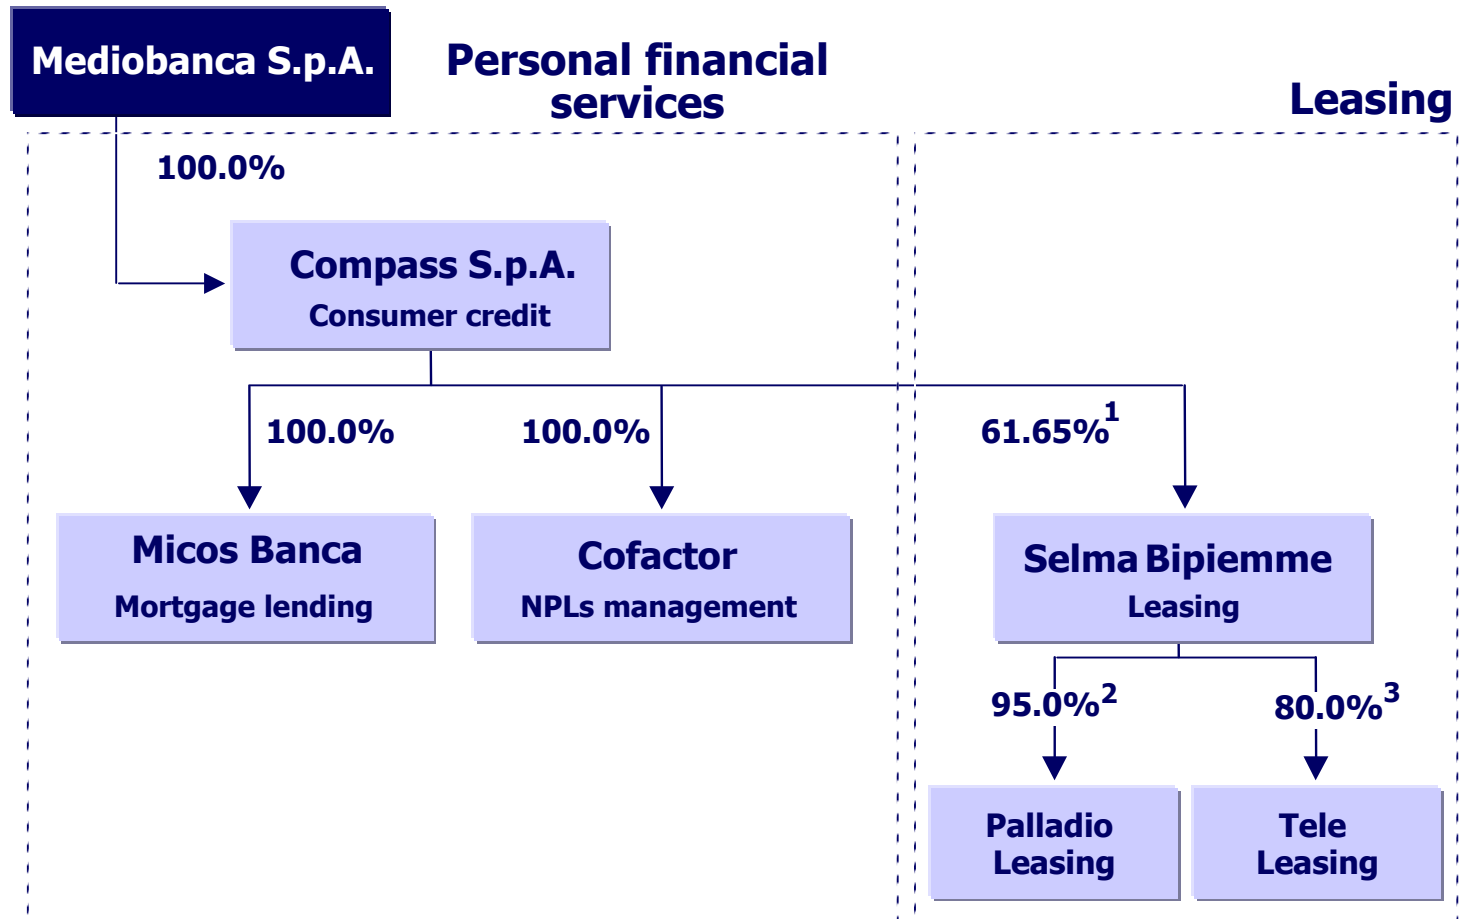 Mediobanca S.p.A.
Personal financial
services
Leasing
100.0%
Compass S.p.A.
Consumer credit
100.0%
100.0%
61.65%1
Micos Banca
Mortgage lending
Cofactor
NPLs management
Selma Bipiemme
Leasing
95.0%2
80.0%3
Palladio
Leasing
Tele
Leasing